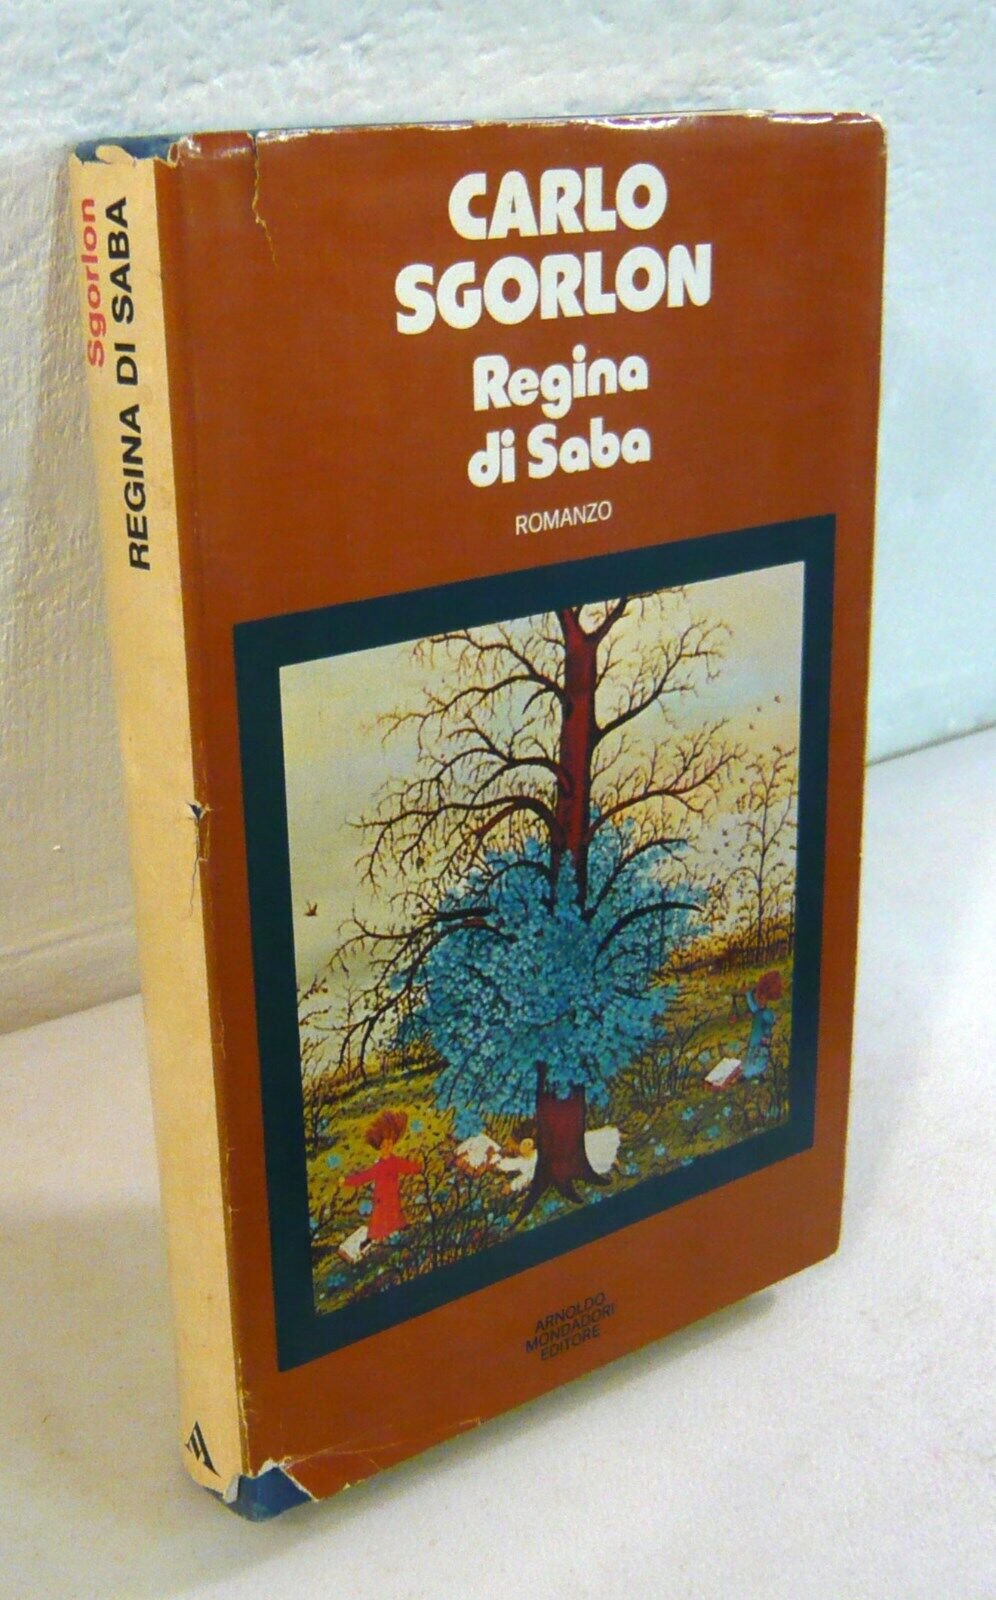 Sgorlon
REGINA DI SABA
CARLO
SGORLON
Regina
di Saba
ROMANZO
ARNOLDO
MONDADORI
EDITORE